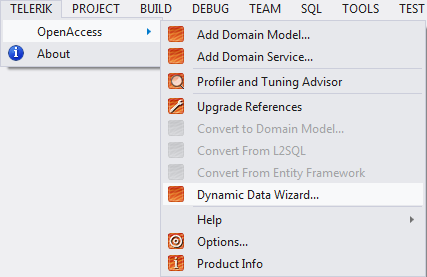 TELERIK PROJECT BUILD DEBUG TEAM SQL TOOLS TEST
OpenAccess
About
Add Domain Model...
Add Domain Service...
Profiler and Tuning Advisor
Upgrade References
Convert to Domain Model...
Convert From L2SQL
Convert From Entity Framework
Dynamic Data Wizard...
Help
Options...
Product Info